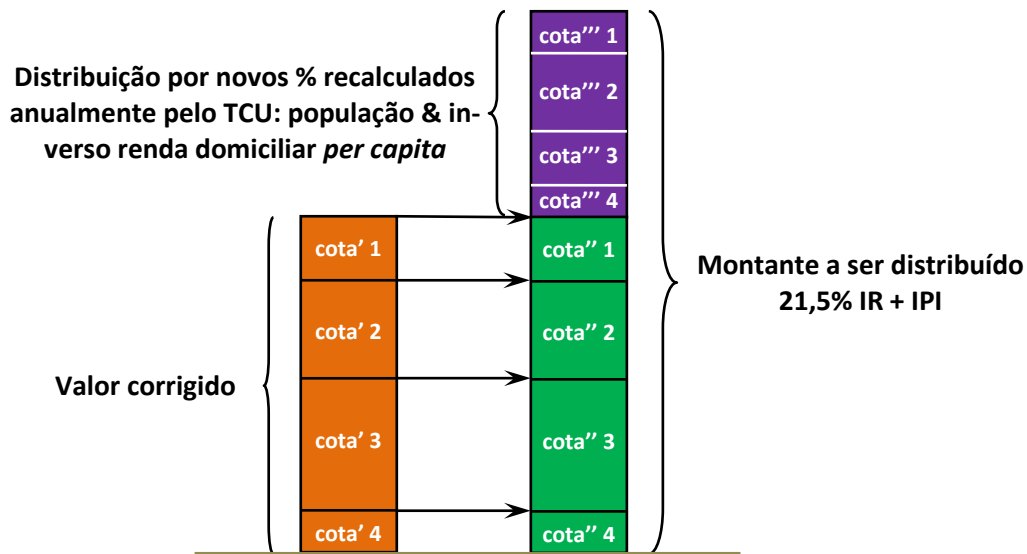 Distribuição por novos % recalculados
anualmente pelo TCU: população & in-
verso renda domiciliar per capita
cota’’’ 1
cota’’’ 2
cota’’’ 3
cota’’’ 4
Valor corrigido
cota’ 1
cota’ 2
cota’ 3
cota’ 4
cota’’ 1
cota’’ 2
cota’’ 3
cota’’ 4
Montante a ser distribuído
21,5% IR + IPI